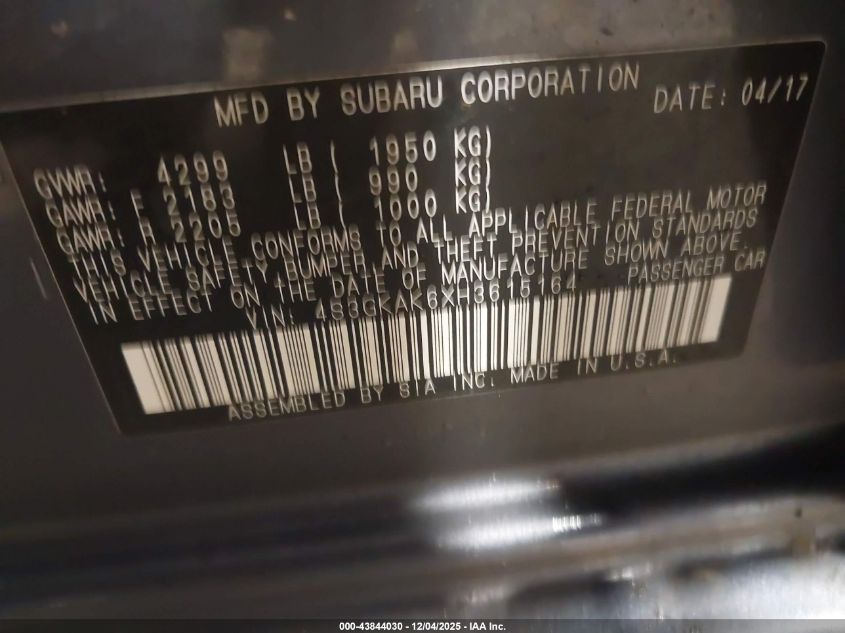 MFD BY SUBARU CORPORATION DATE: 04/17
GVWR: 4299 LB ( 1950 KG)
GAWR: F 2183 LB ( 990 KG)
GAWR: R 2205 LB ( 1000 KG)
THIS VEHICLE CONFORMS TO ALL APPLICABLE FEDERAL MOTOR
VEHICLE SAFETY, BUMPER AND THEFT PREVENTION STANDARDS
IN EFFECT ON THE DATE OF MANUFACTURE SHOWN ABOVE.
VIN: 4S3GKAK6XH3615164 PASSENGER CAR
ASSEMBLED BY SIA INC. MADE IN U.S.A.
000-43844030 - 12/04/2025 - IAA Inc.